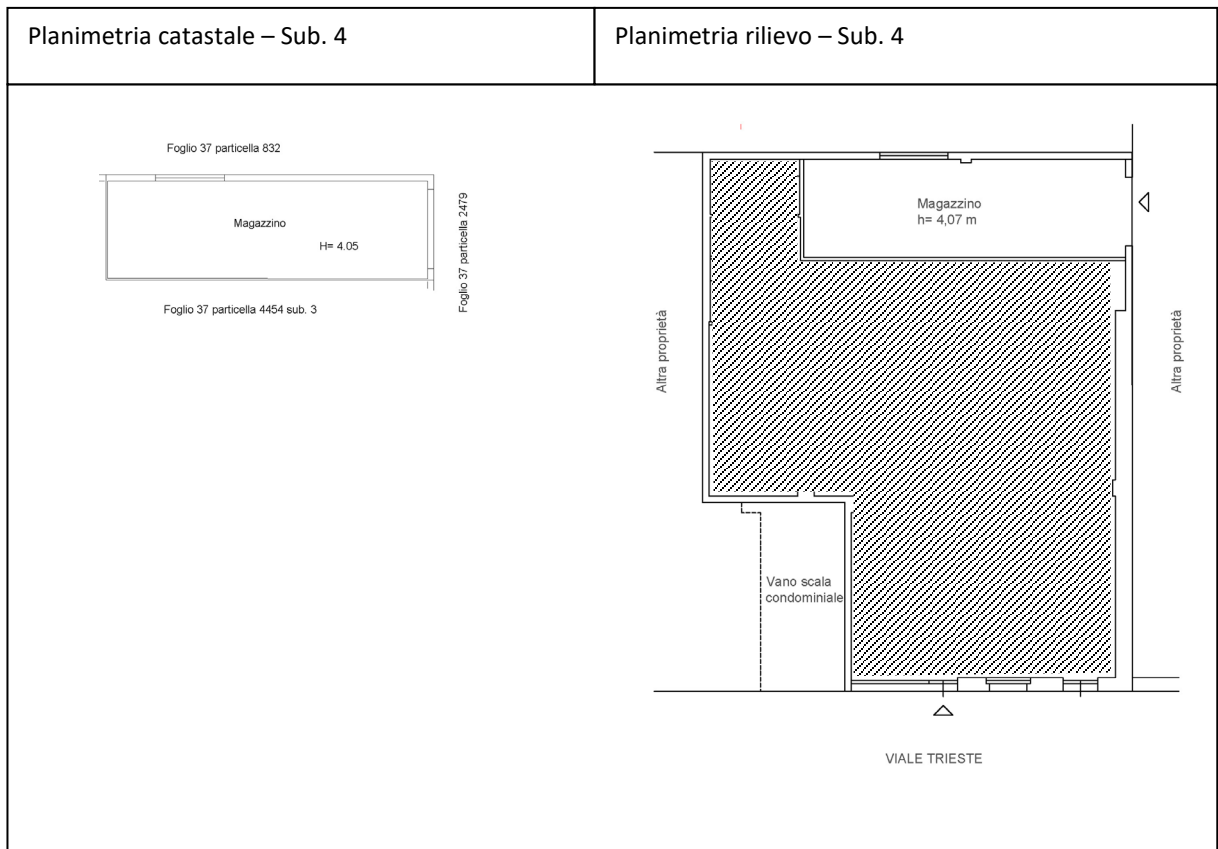 Planimetria catastale – Sub. 4
Planimetria rilievo – Sub. 4
Foglio 37 particella 832
Magazzino
H= 4.05
Foglio 37 particella 2479
Foglio 37 particella 4454 sub. 3
Magazzino
h= 4,07 m
Altra proprietà
Altra proprietà
Vano scala
condominiale
VIALE TRIESTE